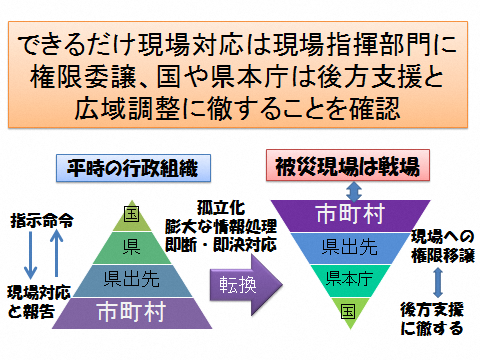 できるだけ現場対応は現場指揮部門に
権限委譲、国や県本庁は後方支援と
広域調整に徹することを確認
平時の行政組織
被災現場は戦場
指示命令
現場対応
と報告
国
県
県出先
市町村
孤立化
膨大な情報処理
即断・即決対応
転換
市町村
県出先
県本庁
国
現場への
権限移譲
後方支援
に徹する